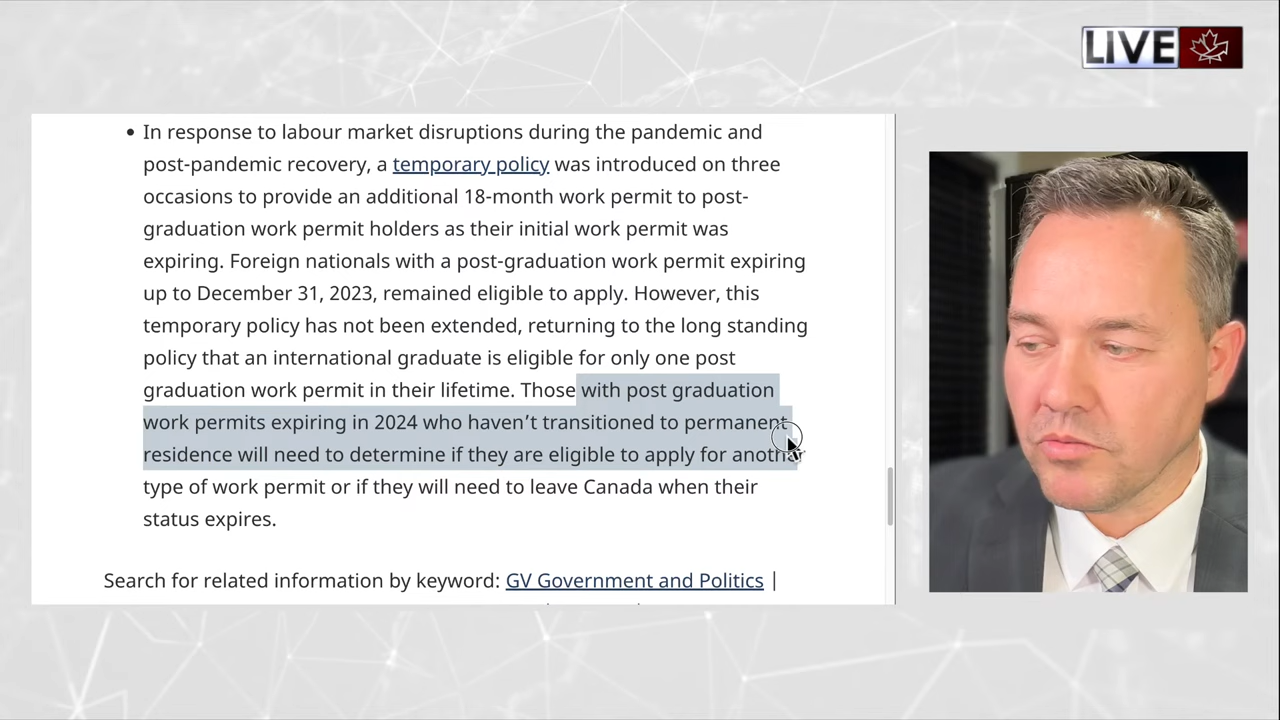 LIVE
In response to labour market disruptions during the pandemic and
post-pandemic recovery, a temporary policy was introduced on three
occasions to provide an additional 18-month work permit to post-
graduation work permit holders as their initial work permit was
expiring. Foreign nationals with a post-graduation work permit expiring
up to December 31, 2023, remained eligible to apply. However, this
temporary policy has not been extended, returning to the long standing
policy that an international graduate is eligible for only one post
graduation work permit in their lifetime. Those with post graduation
work permits expiring in 2024 who haven’t transitioned to permanent
residence will need to determine if they are eligible to apply for another
type of work permit or if they will need to leave Canada when their
status expires.
Search for related information by keyword: GV Government and Politics |